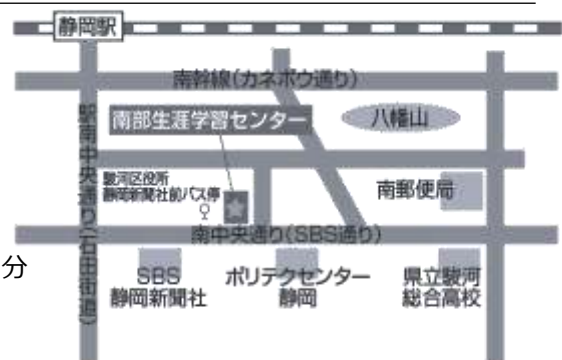 静岡駅
南幹線(カネボウ通り)
南部生涯学習センター
八幡山
駅南中央通り(石田街道)
駿河区役所
静岡新聞社前バス停
南郵便局
南中央通り(SBS通り)
分
SBS
静岡新聞社
ポリテクセンター
静岡
県立駿河
総合高校